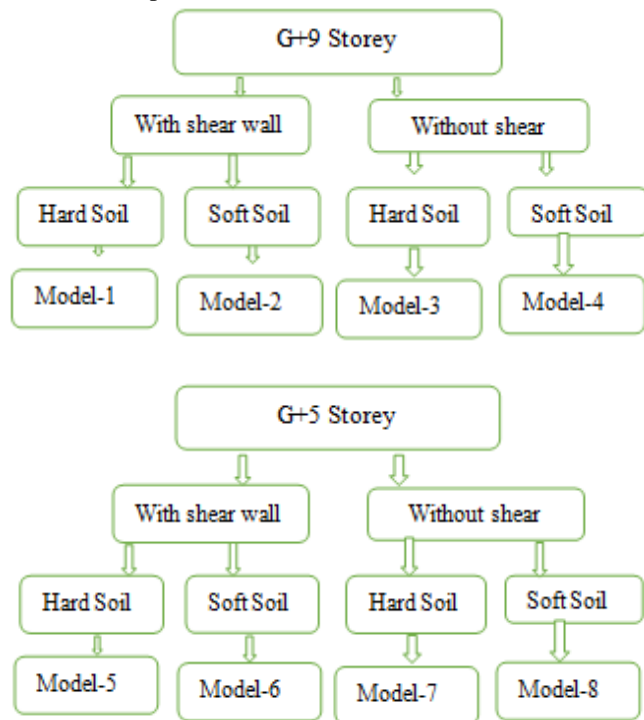 G+9 Storey
With shear wall
Without shear
Hard Soil
Soft Soil
Hard Soil
Soft Soil
Model-1
Model-2
Model-3
Model-4
G+5 Storey
With shear wall
Without shear
Hard Soil
Soft Soil
Hard Soil
Soft Soil
Model-5
Model-6
Model-7
Model-8